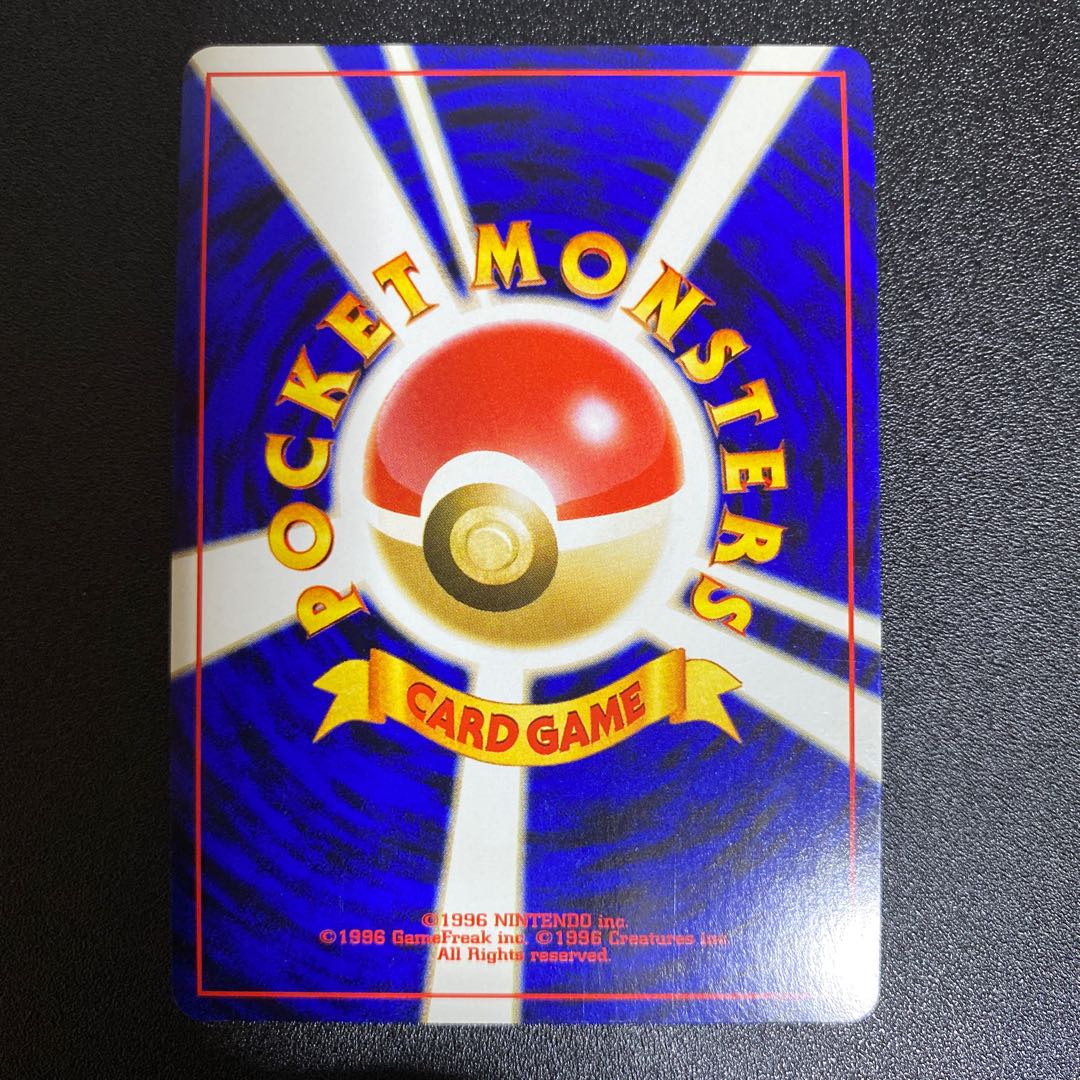 POCKET MONSTERS
CARD GAME
©1996 NINTENDO inc.
©1996 GameFreak inc. ©1996 Creatures inc.
All Rights reserved.